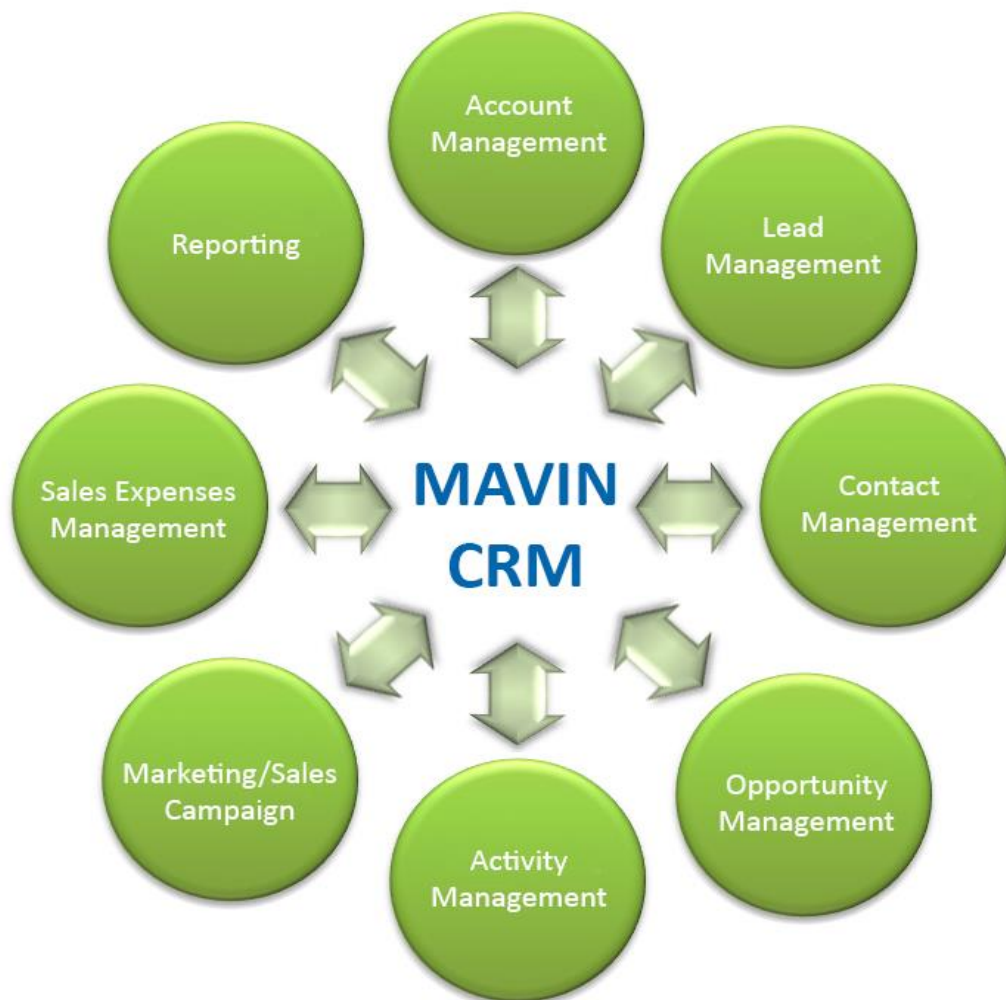 Account
Management
Lead
Management
Contact
Management
Opportunity
Management
Activity
Management
Marketing/Sales
Campaign
Sales Expenses
Management
Reporting
MAVIN
CRM